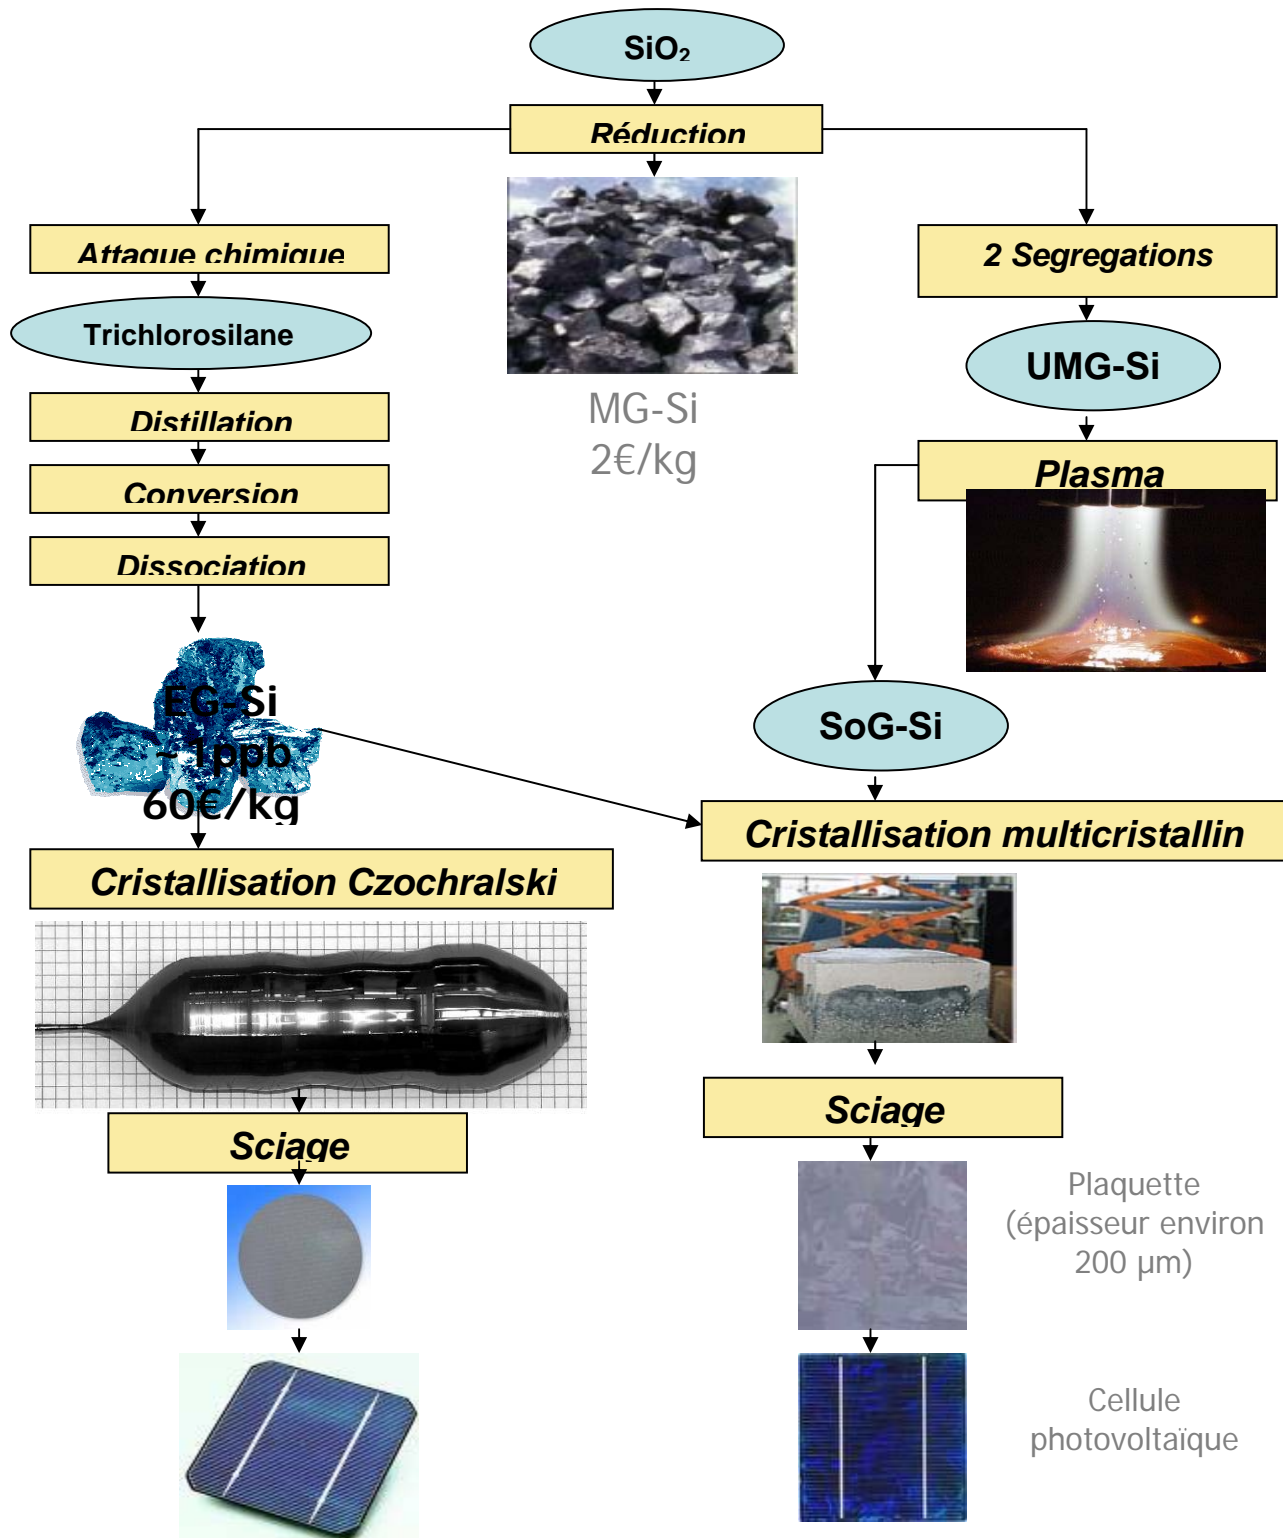 SiO₂
Réduction
Attaque chimique
2 Segregations
Trichlorosilane
UMG-Si
MG-Si
2€/kg
Distillation
Plasma
Conversion
Dissociation
EG-Si
~ 1ppb
60€/kg
SoG-Si
Cristallisation multicristallin
Cristallisation Czochralski
Sciage
Sciage
Plaquette
(épaisseur environ
200 µm)
Cellule
photovoltaïque